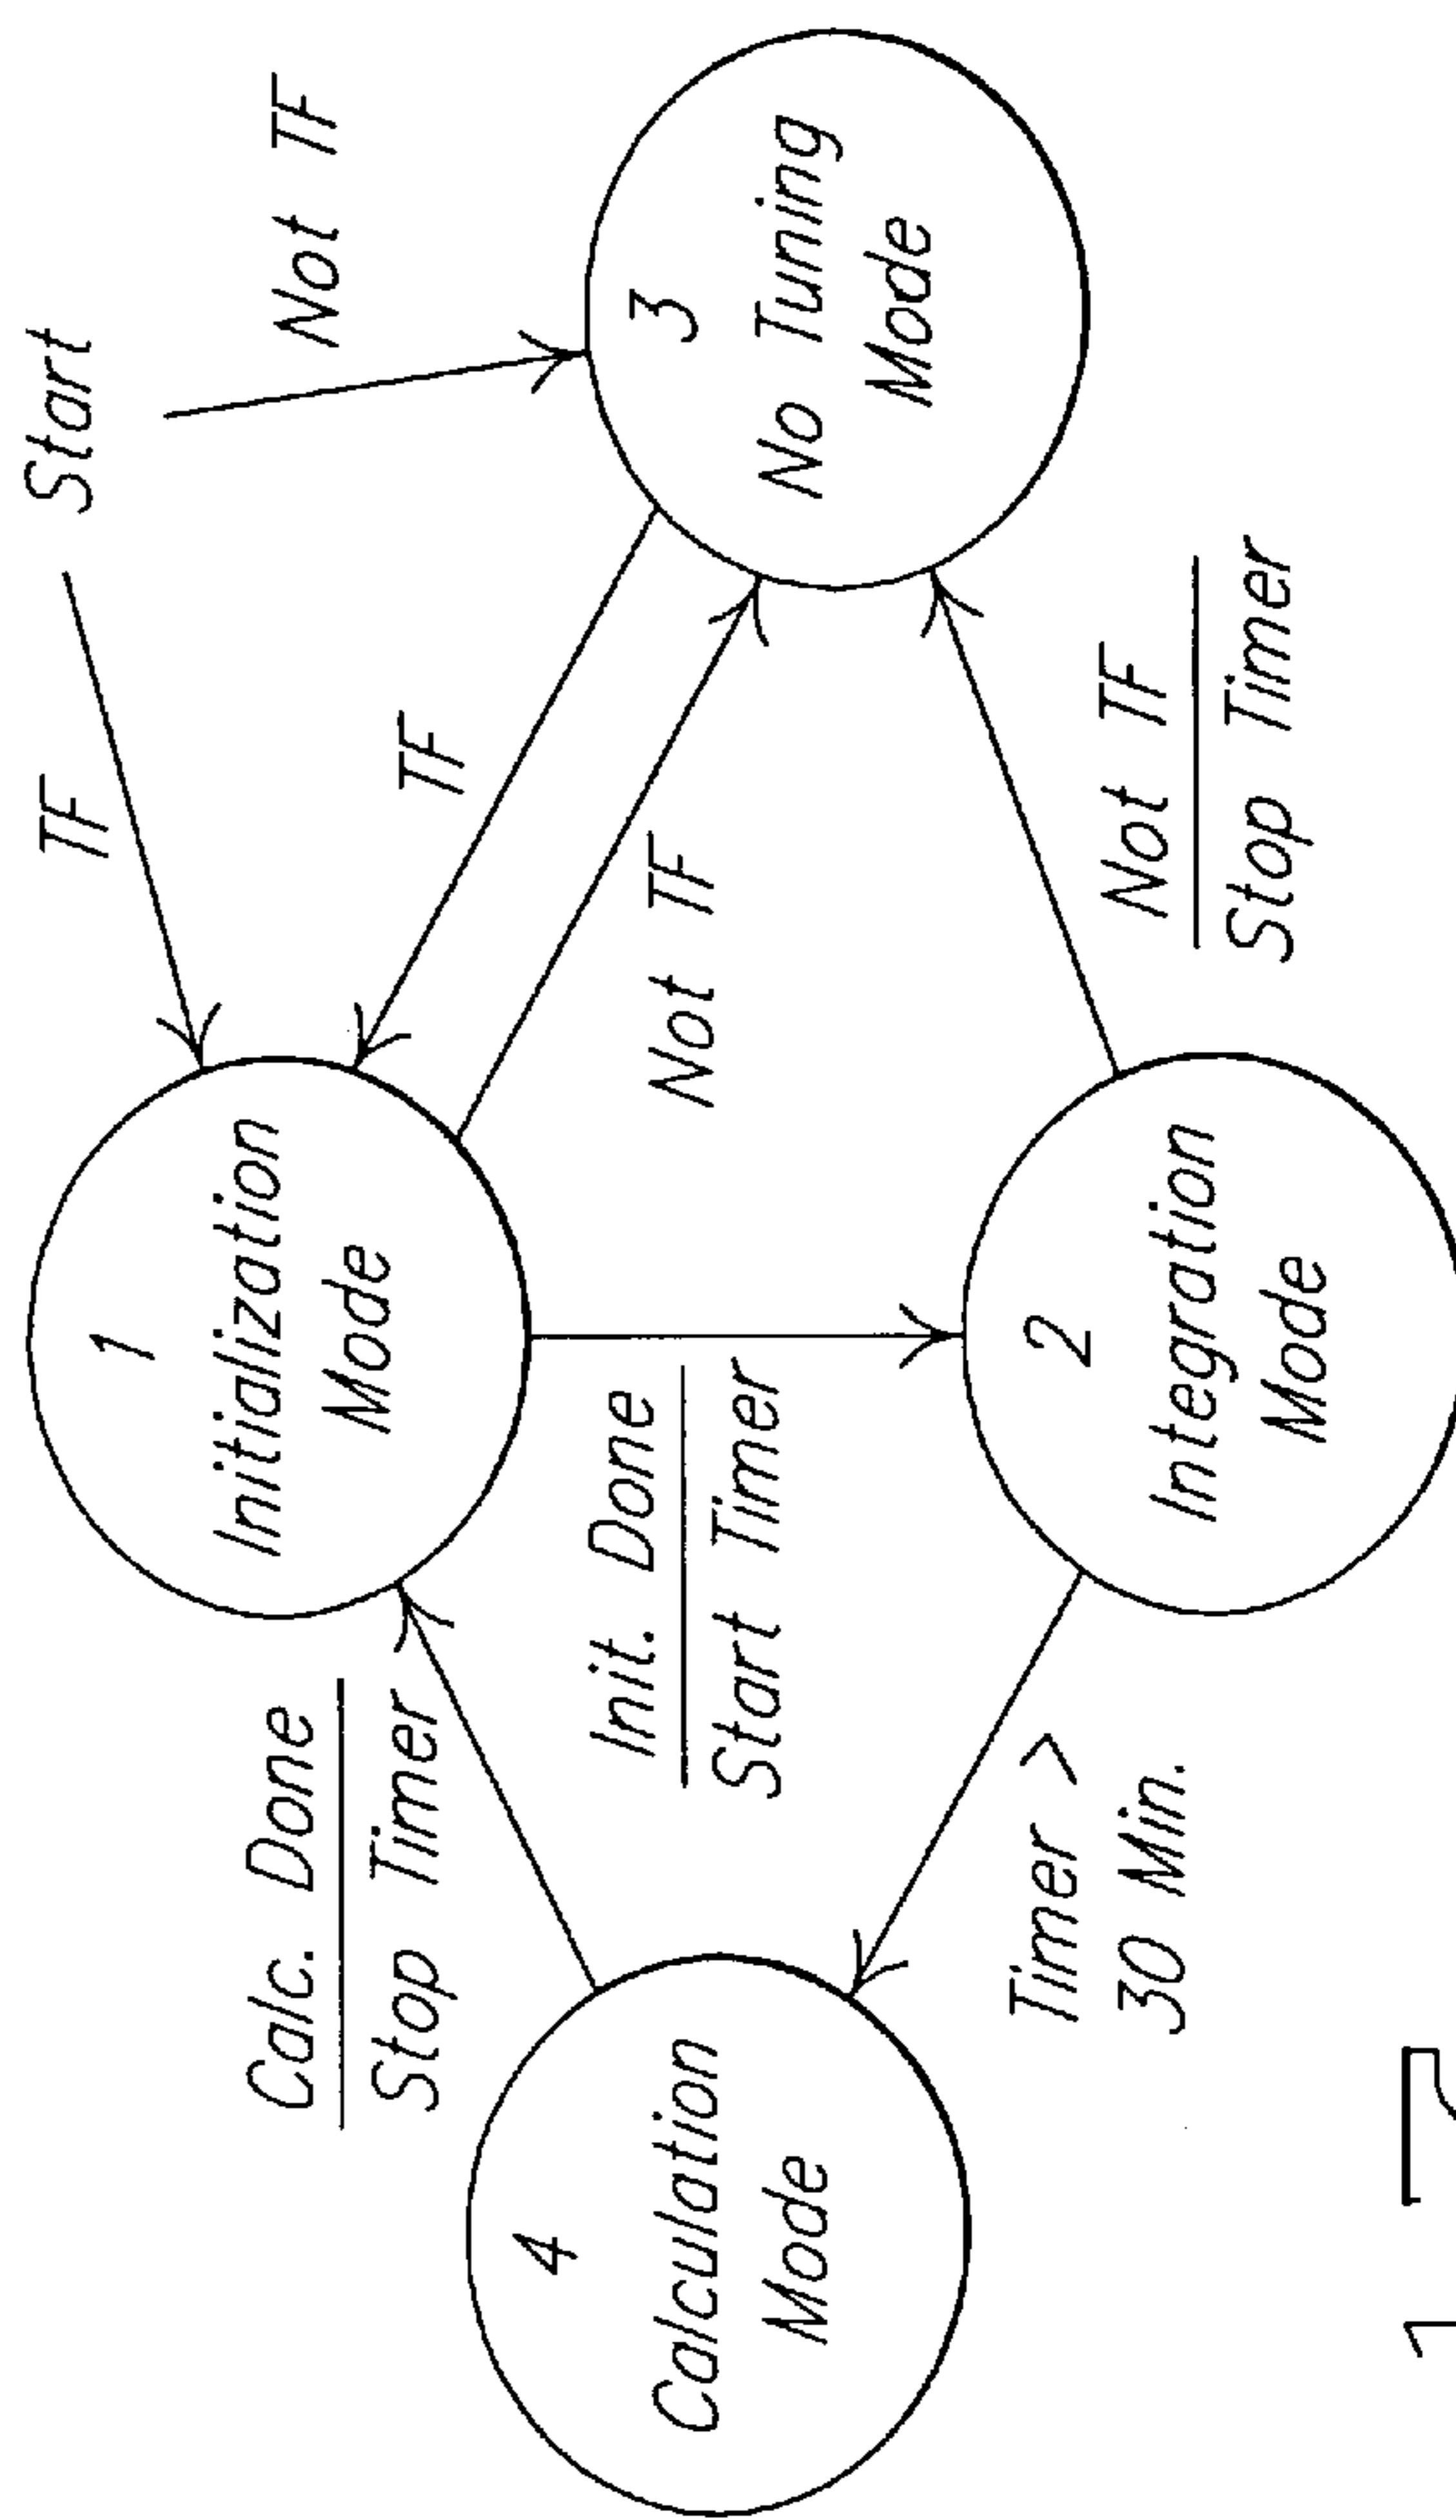 Start
TF
Not TF
1
Initialization
Mode
TF
Not TF
3
No Tuning
Mode
Calc. Done
Stop Timer
Init. Done
Start Timer
4
Calculation
Mode
Not TF
Stop Timer
2
Integration
Mode
Timer >
30 Min.